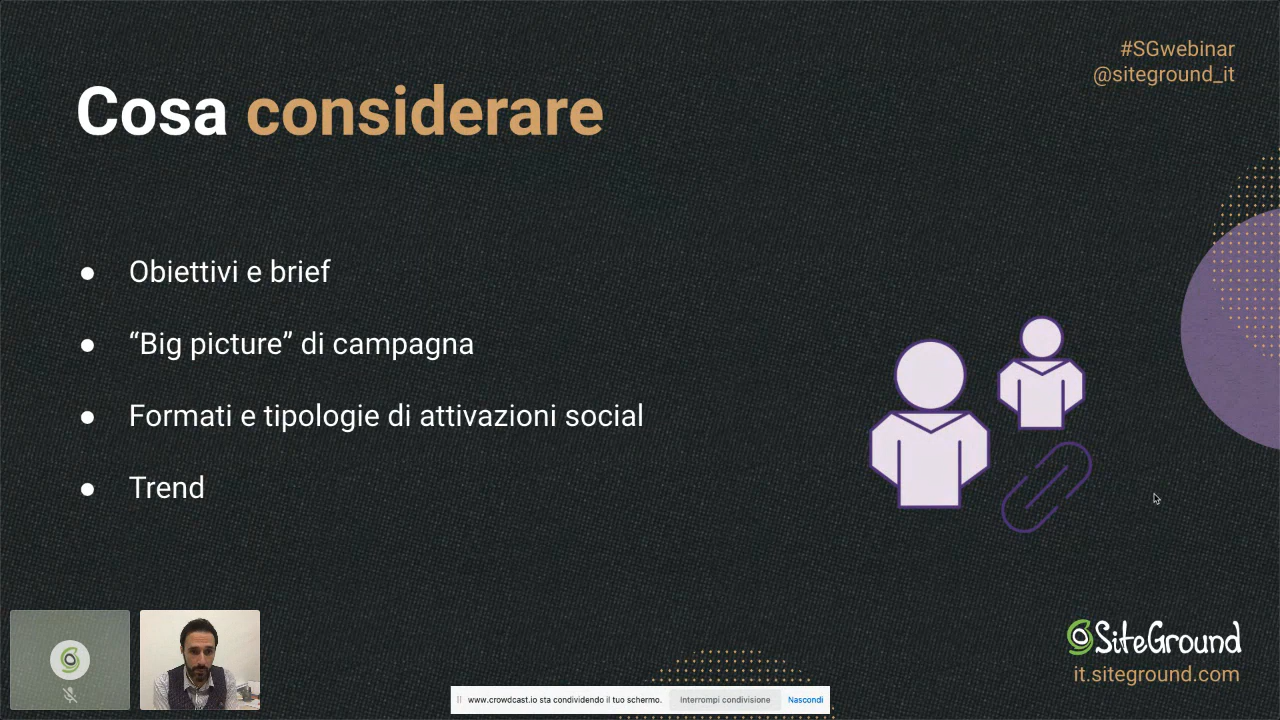 #SGwebinar
@siteground_it
Cosa considerare
● Obiettivi e brief
● “Big picture” di campagna
● Formati e tipologie di attivazioni social
● Trend
SiteGround
it.siteground.com
www.crowdcast.io sta condividendo il tuo schermo. Interrompi condivisione Nascondi